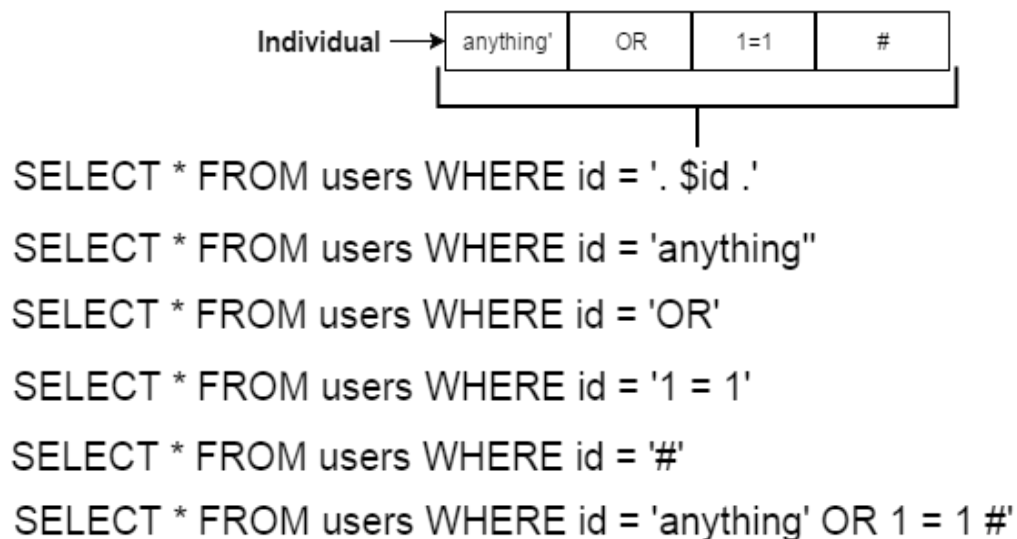 Individual anything' OR 1=1 #
SELECT * FROM users WHERE id = '. $id .'
SELECT * FROM users WHERE id = 'anything''
SELECT * FROM users WHERE id = 'OR'
SELECT * FROM users WHERE id = '1 = 1'
SELECT * FROM users WHERE id = '#'
SELECT * FROM users WHERE id = 'anything' OR 1 = 1 #'